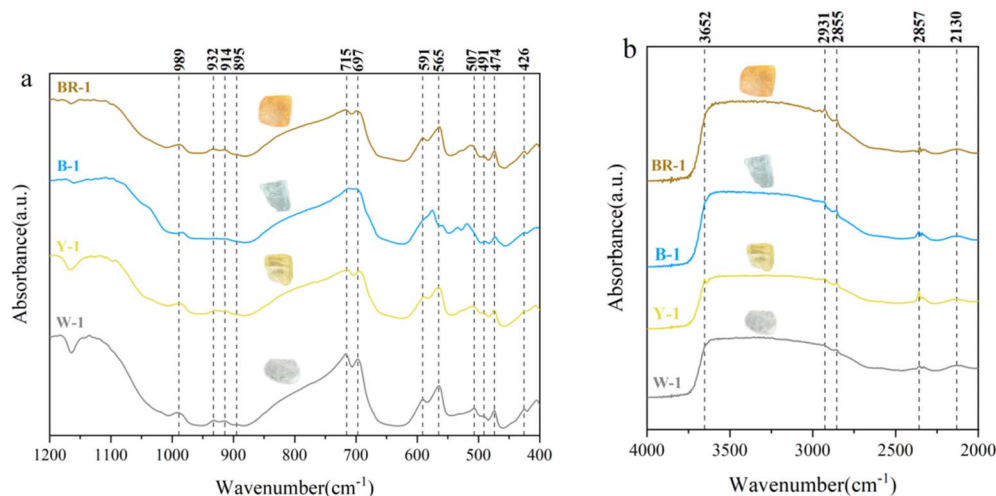 a
989 932 914 895 715 697 591 565 507 491 474 426
BR-1
B-1
Y-1
W-1
Absorbance(a.u.)
1200 1100 1000 900 800 700 600 500 400
Wavenumber(cm⁻¹)
b
3652 2931 2855 2857 2130
BR-1
B-1
Y-1
W-1
Absorbance(a.u.)
4000 3500 3000 2500 2000
Wavenumber(cm⁻¹)